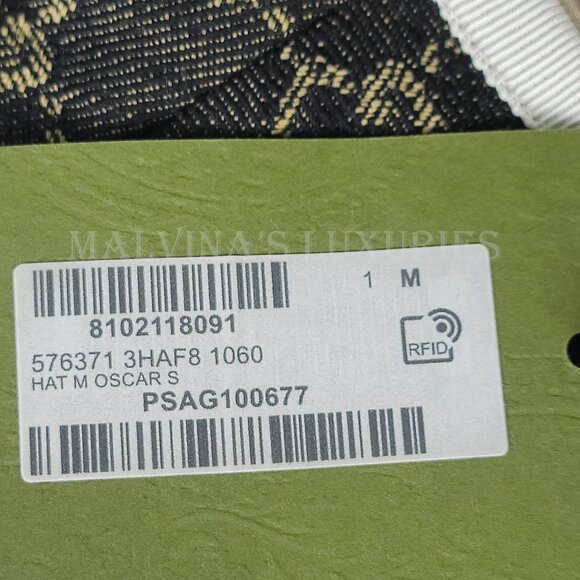 MALVINA'S LUXURIES
1 M
8102118091
576371 3HAF8 1060
RFID
HAT M OSCAR S
PSAG100677